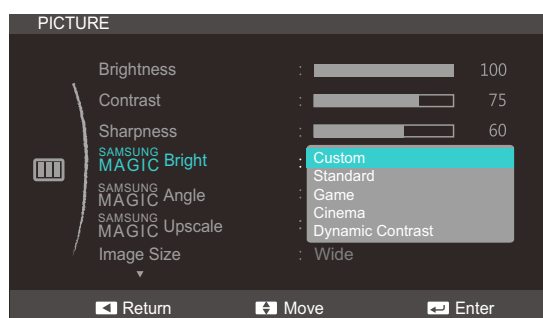 PICTURE
Brightness : 100
Contrast : 75
Sharpness : 60
SAMSUNG MAGIC Bright :
Custom
Standard
SAMSUNG MAGIC Angle :
Game
Cinema
SAMSUNG MAGIC Upscale :
Dynamic Contrast
Image Size : Wide
Return Move Enter